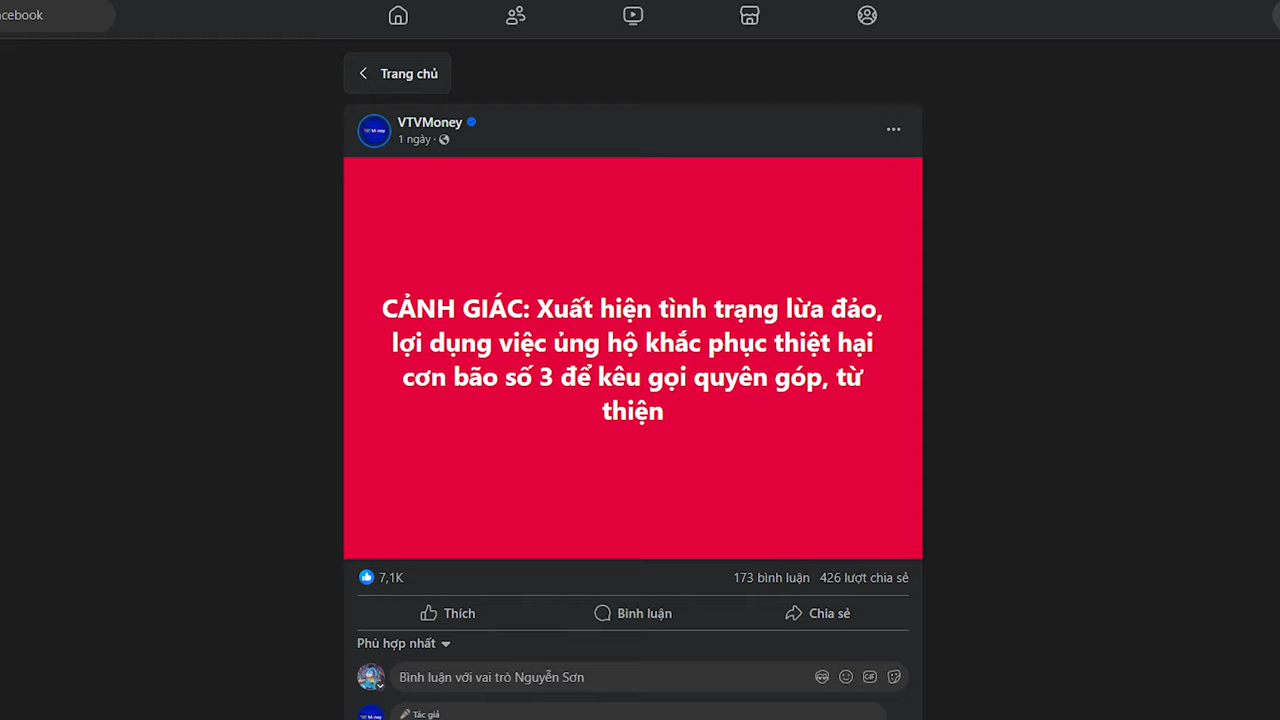 acebook
Trang chủ
VTVMoney
1 ngày ·
CẢNH GIÁC: Xuất hiện tình trạng lừa đảo,
lợi dụng việc ủng hộ khắc phục thiệt hại
cơn bão số 3 để kêu gọi quyên góp, từ
thiện
7,1K 173 bình luận 426 lượt chia sẻ
Thích Bình luận Chia sẻ
Phù hợp nhất
Bình luận với vai trò Nguyễn Sơn GIF
Tác giả